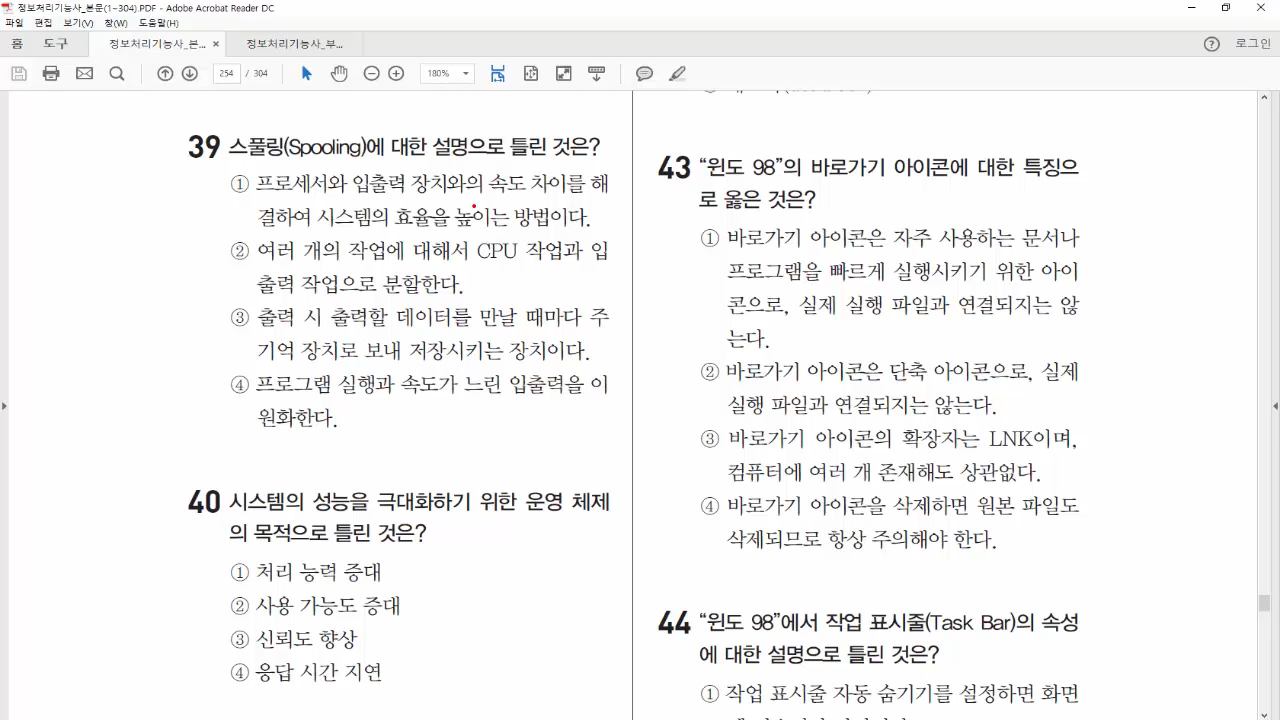 정보처리기능사_본문(1~304).PDF - Adobe Acrobat Reader DC
파일 편집 보기(V) 창(W) 도움말(H)
홈 도구 정보처리기능사_본... × 정보처리기능사_부... 로그인
254 / 304 180%
39 스풀링(Spooling)에 대한 설명으로 틀린 것은?
① 프로세서와 입출력 장치와의 속도 차이를 해
결하여 시스템의 효율을 높이는 방법이다.
② 여러 개의 작업에 대해서 CPU 작업과 입
출력 작업으로 분할한다.
③ 출력 시 출력할 데이터를 만날 때마다 주
기억 장치로 보내 저장시키는 장치이다.
④ 프로그램 실행과 속도가 느린 입출력을 이
원화한다.
40 시스템의 성능을 극대화하기 위한 운영 체제
의 목적으로 틀린 것은?
① 처리 능력 증대
② 사용 가능도 증대
③ 신뢰도 향상
④ 응답 시간 지연
43 “윈도 98”의 바로가기 아이콘에 대한 특징으
로 옳은 것은?
① 바로가기 아이콘은 자주 사용하는 문서나
프로그램을 빠르게 실행시키기 위한 아이
콘으로, 실제 실행 파일과 연결되지는 않
는다.
② 바로가기 아이콘은 단축 아이콘으로, 실제
실행 파일과 연결되지는 않는다.
③ 바로가기 아이콘의 확장자는 LNK이며,
컴퓨터에 여러 개 존재해도 상관없다.
④ 바로가기 아이콘을 삭제하면 원본 파일도
삭제되므로 항상 주의해야 한다.
44 “윈도 98”에서 작업 표시줄(Task Bar)의 속성
에 대한 설명으로 틀린 것은?
① 작업 표시줄 자동 숨기기를 설정하면 화면